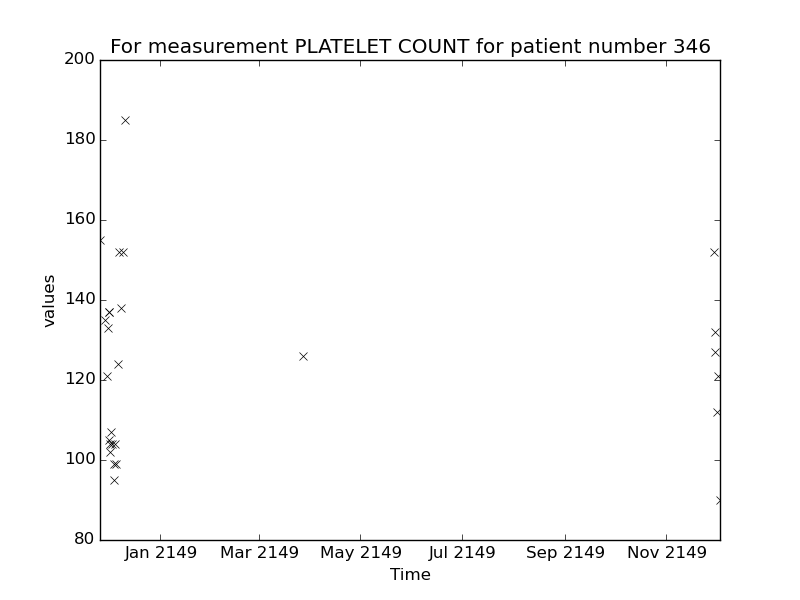 For measurement PLATELET COUNT for patient number 346
200
180
160
140
120
100
80
values
Jan 2149 Mar 2149 May 2149 Jul 2149 Sep 2149 Nov 2149
Time